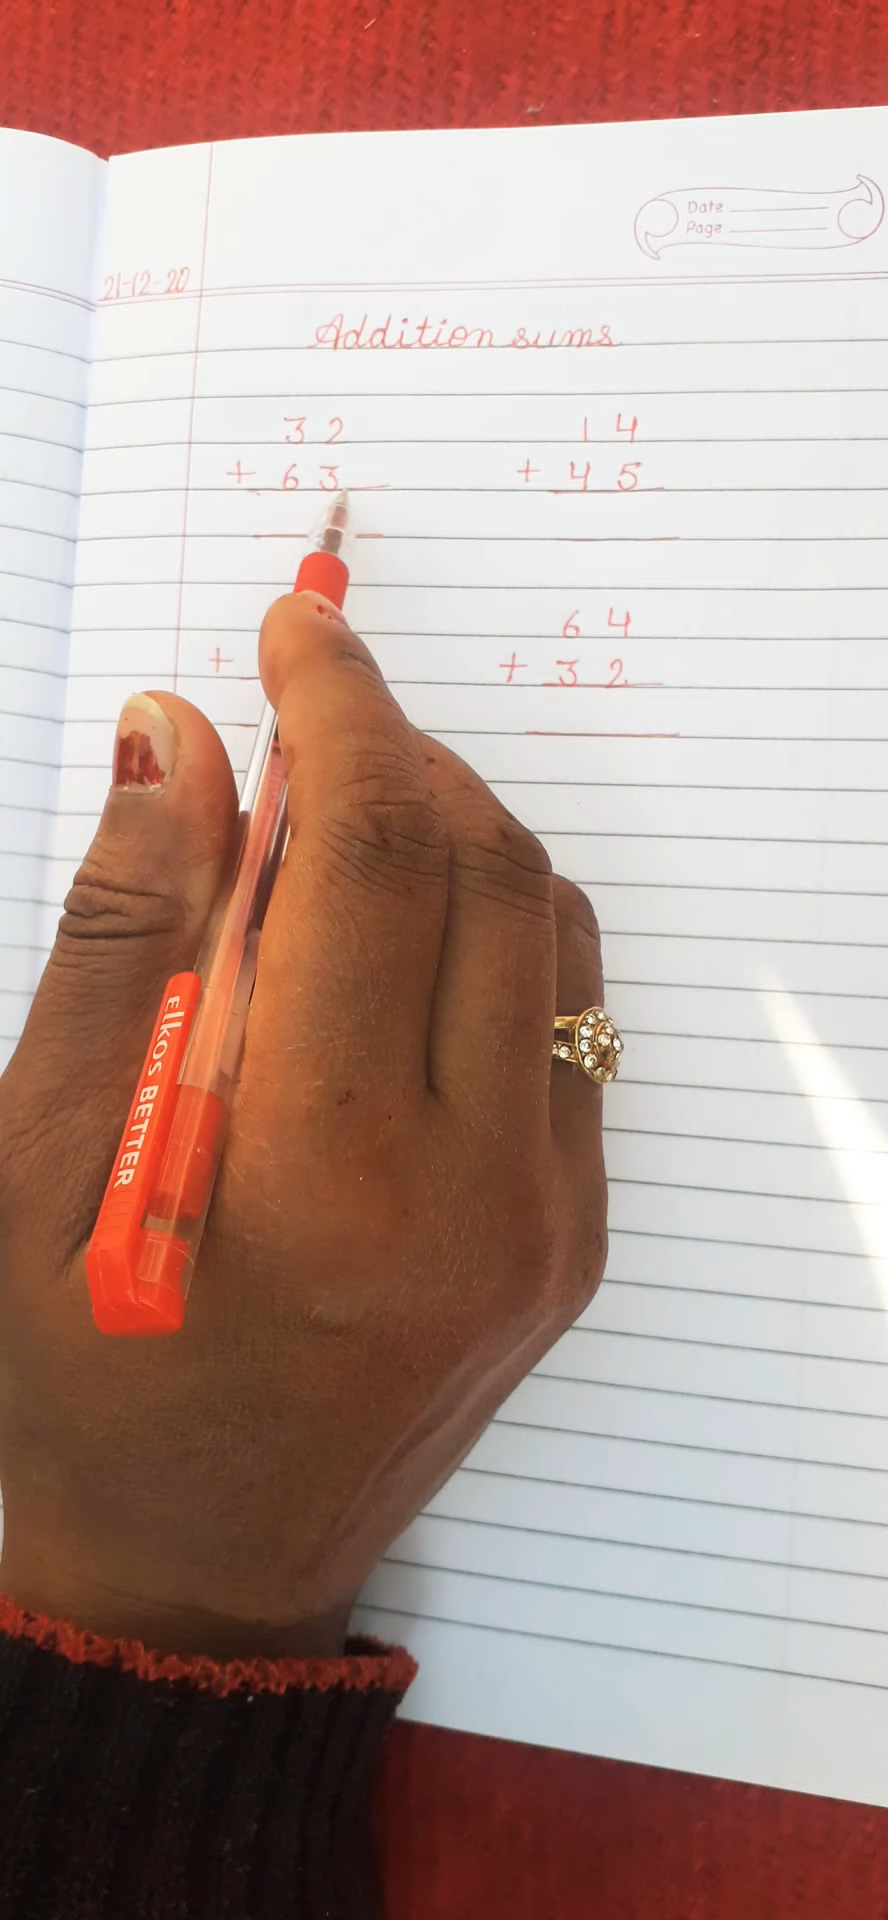 Date
Page
21-12-20
Addition sums
32
+ 63
14
+ 45
+
64
+ 32
elkos BETTER